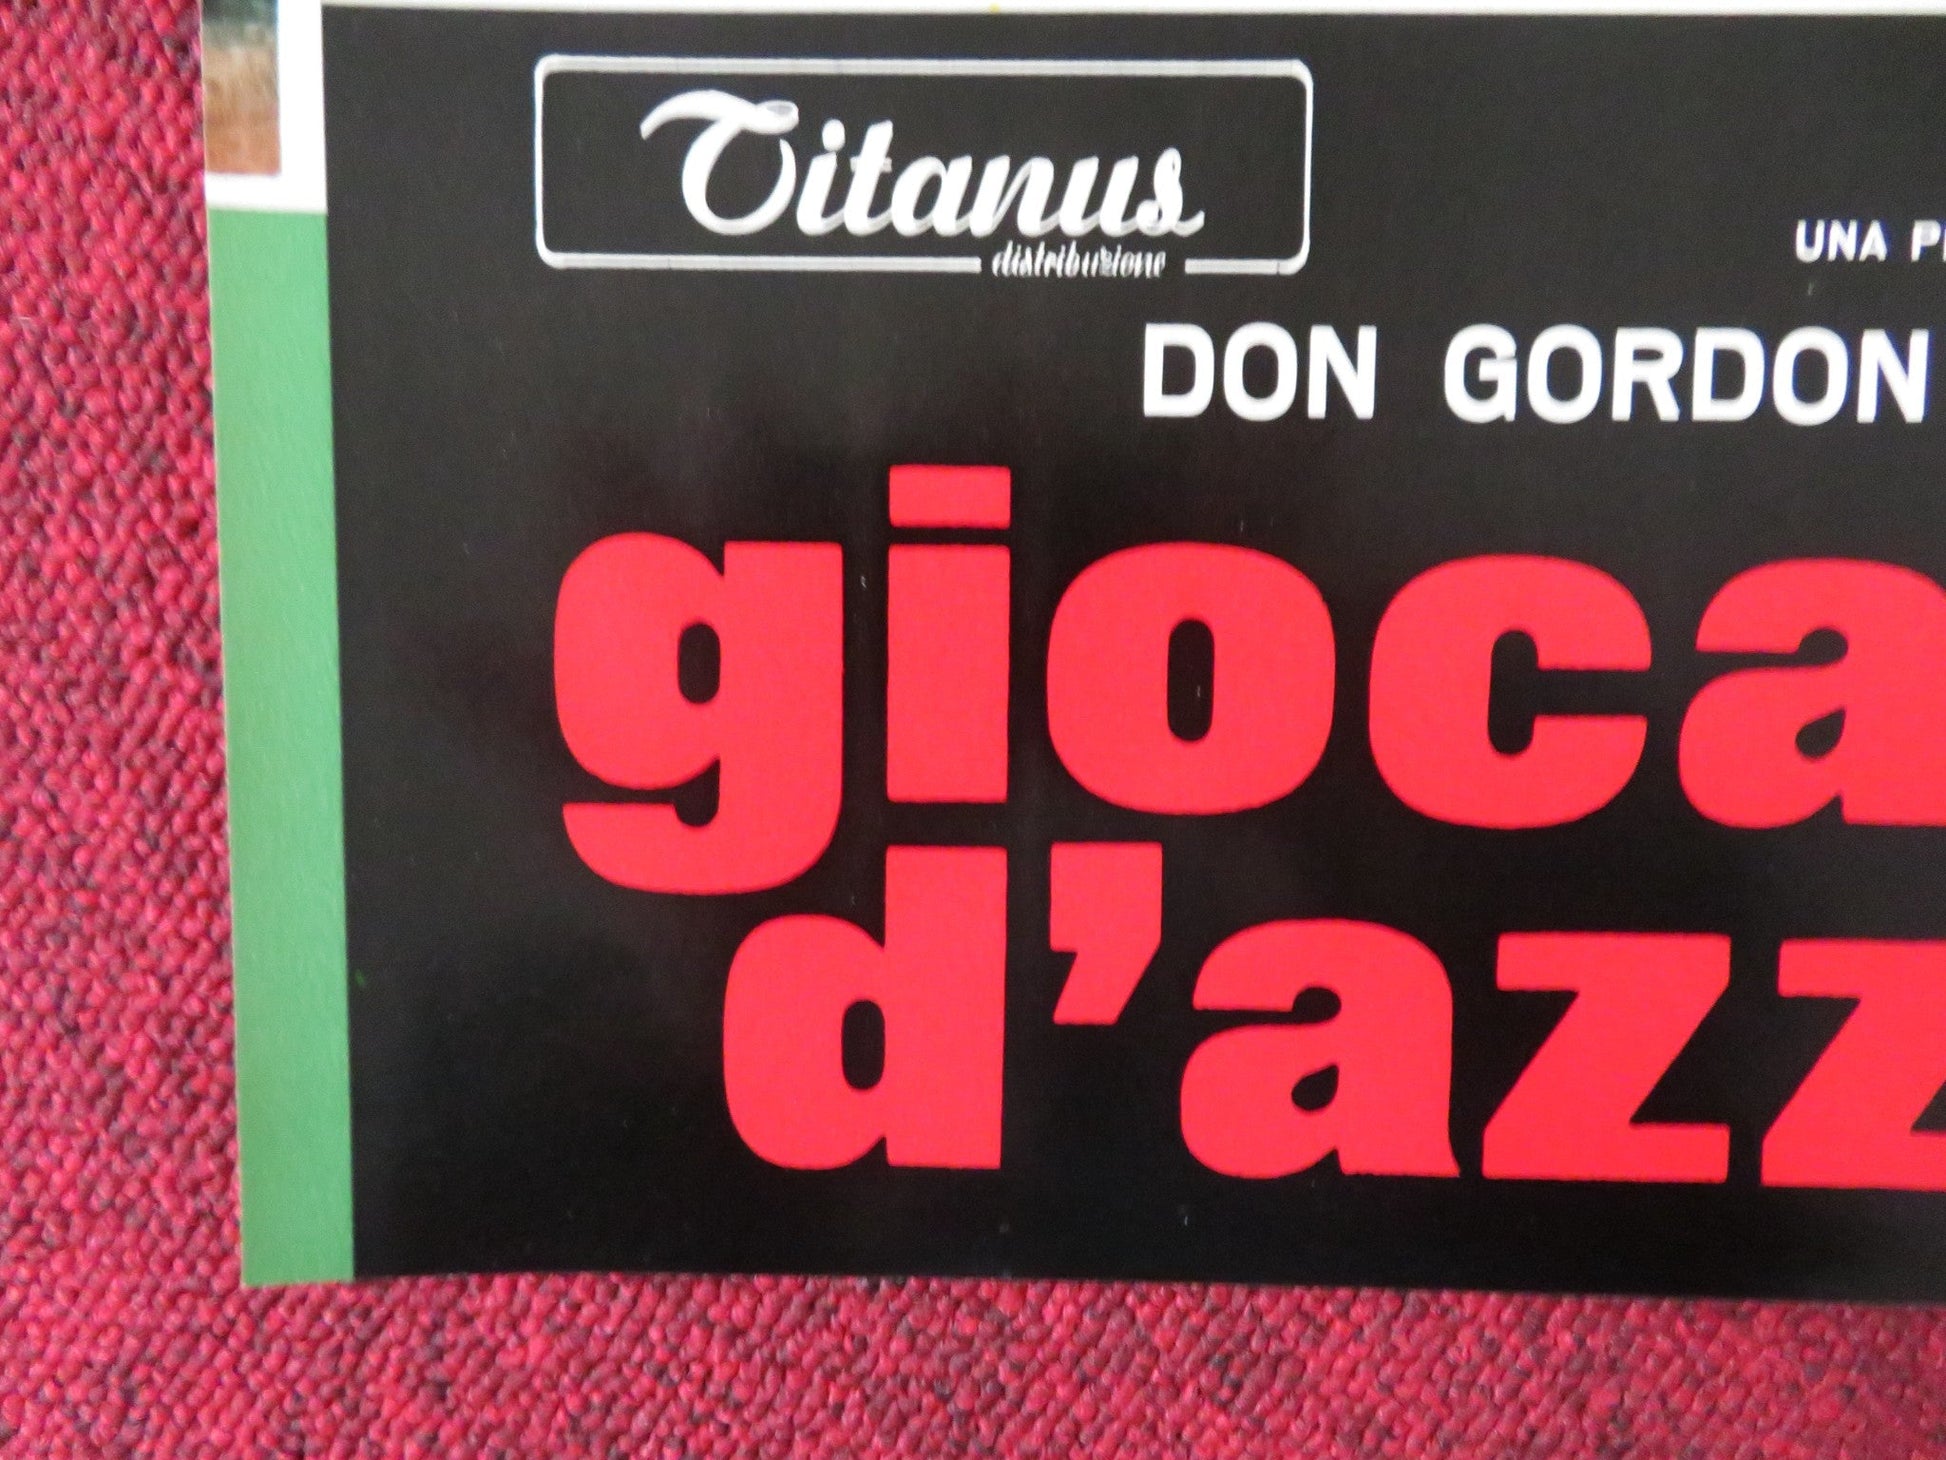 Titanus
distribuzione
UNA
DON GORDON
gioca
d'azz